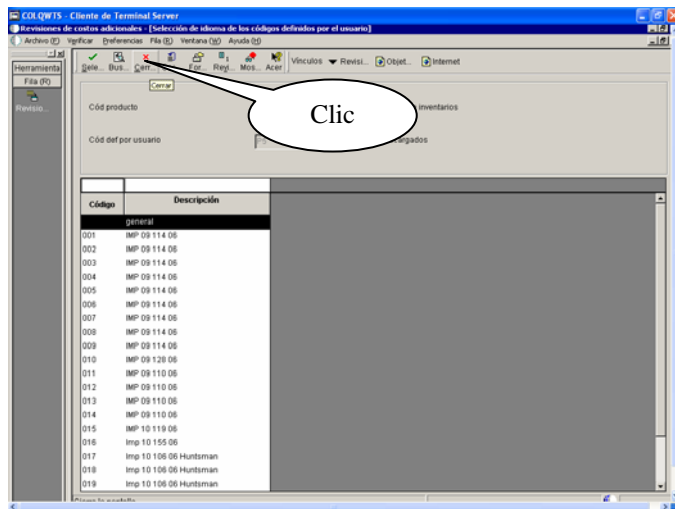 COLQWTS - Cliente de Terminal Server
Revisiones de costos adicionales - [Selección de idioma de los códigos definidos por el usuario]
Archivo (F) Verificar Preferencias Fila (R) Ventana (W) Ayuda (H)
Herramienta
Fila (R)
Revisio...
Sele... Bus... Cerr... For... Reyi... Mos... Acer Vínculos Revisi... Objet... Internet
Cerrar
Clic
Cód producto inventarios
Cód def por usuario
Código Descripción
general
001 IMP 09 114 06
002 IMP 09 114 06
003 IMP 09 114 06
004 IMP 09 114 06
005 IMP 09 114 06
006 IMP 09 114 06
007 IMP 09 114 06
008 IMP 09 114 06
009 IMP 09 114 06
010 IMP 09 128 06
011 IMP 09 110 06
012 IMP 09 110 06
013 IMP 09 110 06
014 IMP 09 110 06
015 IMP 10 119 06
016 Imp 10 155 06
017 Imp 10 106 06 Huntsman
018 Imp 10 106 06 Huntsman
019 Imp 10 106 06 Huntsman